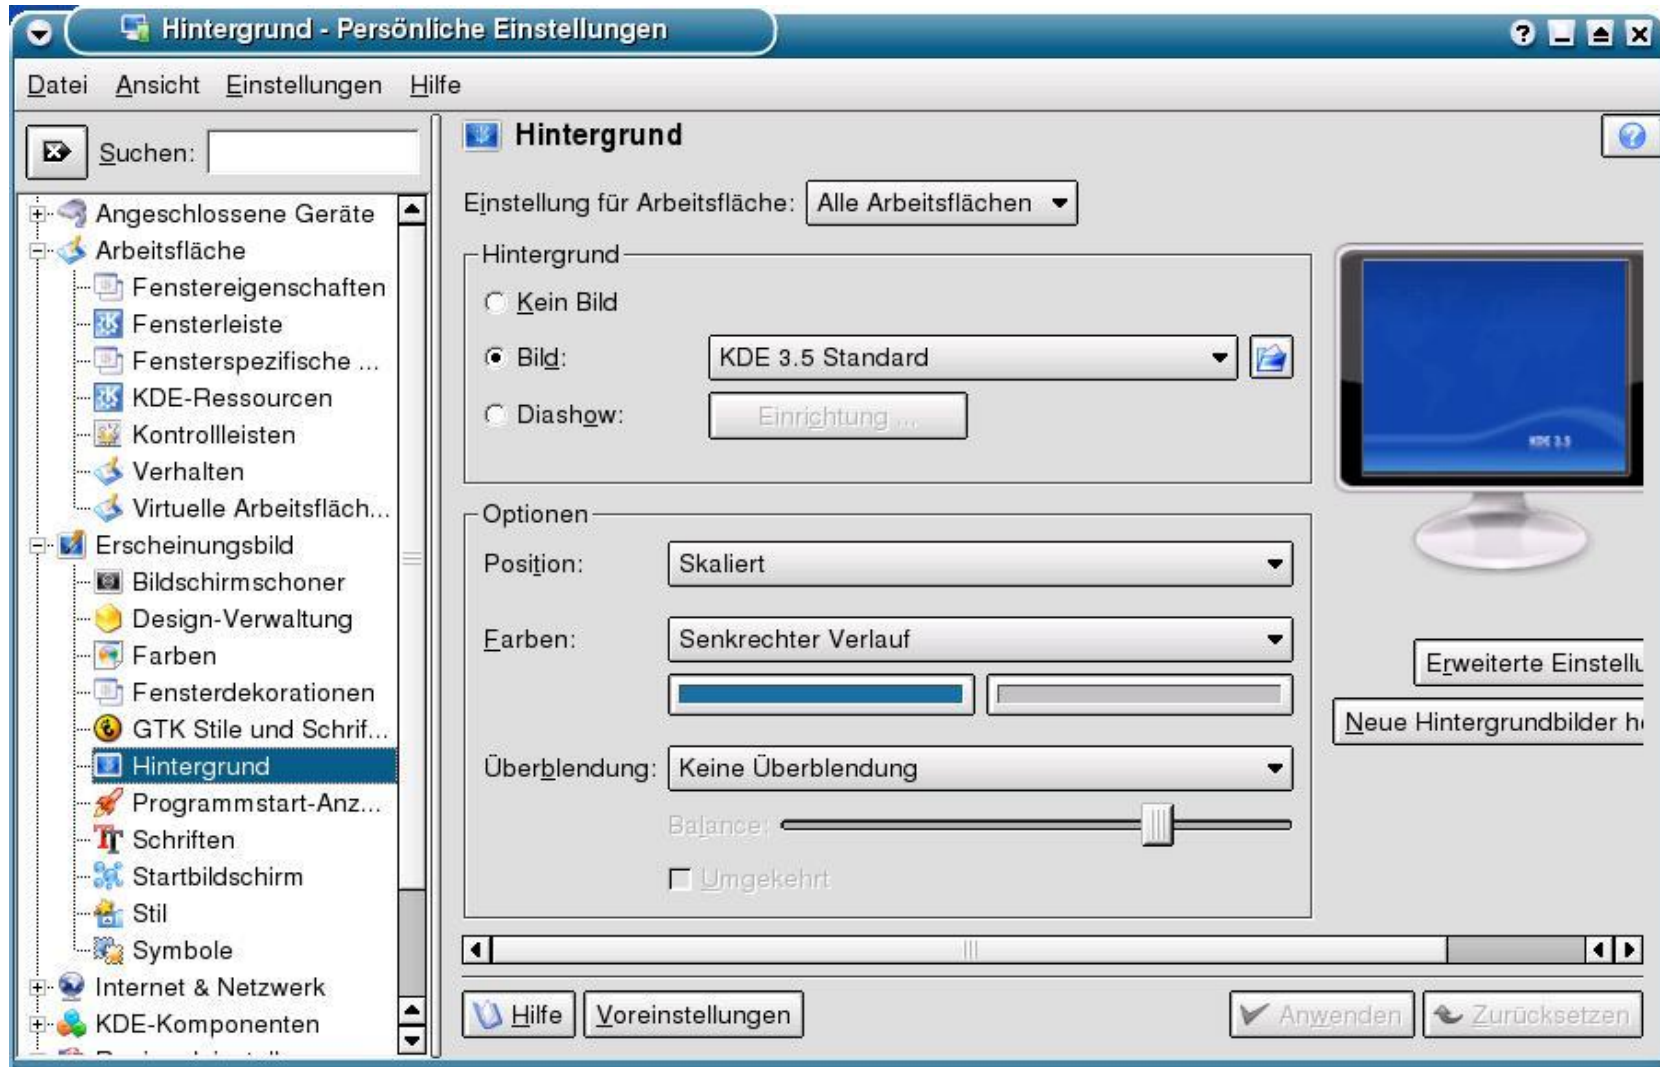 Hintergrund - Persönliche Einstellungen
Datei Ansicht Einstellungen Hilfe
Suchen:
Angeschlossene Geräte
Arbeitsfläche
Fenstereigenschaften
Fensterleiste
Fensterspezifische ...
KDE-Ressourcen
Kontrollleisten
Verhalten
Virtuelle Arbeitsfläch...
Erscheinungsbild
Bildschirmschoner
Design-Verwaltung
Farben
Fensterdekorationen
GTK Stile und Schrif...
Hintergrund
Programmstart-Anz...
Schriften
Startbildschirm
Stil
Symbole
Internet & Netzwerk
KDE-Komponenten
Hintergrund
Einstellung für Arbeitsfläche: Alle Arbeitsflächen
Hintergrund
Kein Bild
Bild: KDE 3.5 Standard
Diashow: Einrichtung ...
KDE 3.5
Optionen
Position: Skaliert
Farben: Senkrechter Verlauf
Überblendung: Keine Überblendung
Balance:
Umgekehrt
Erweiterte Einstellu
Neue Hintergrundbilder h
Hilfe Voreinstellungen Anwenden Zurücksetzen